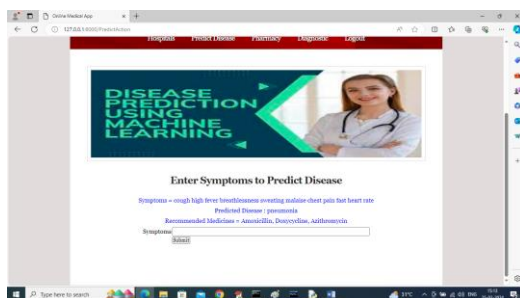 Online Medical App
127.0.0.1:8000/PredictAction
Hospitals Predict Disease Pharmacy Diagnostic Logout
DISEASE
PREDICTION
USING
MACHINE
LEARNING
Enter Symptoms to Predict Disease
Symptoms = cough high fever breathlessness sweating malaise chest pain fast heart rate
Predicted Disease : pneumonia
Recommended Medicines = Amoxicillin, Doxycycline, Azithromycin
Symptoms
Submit
Type here to search
31°C
ENG